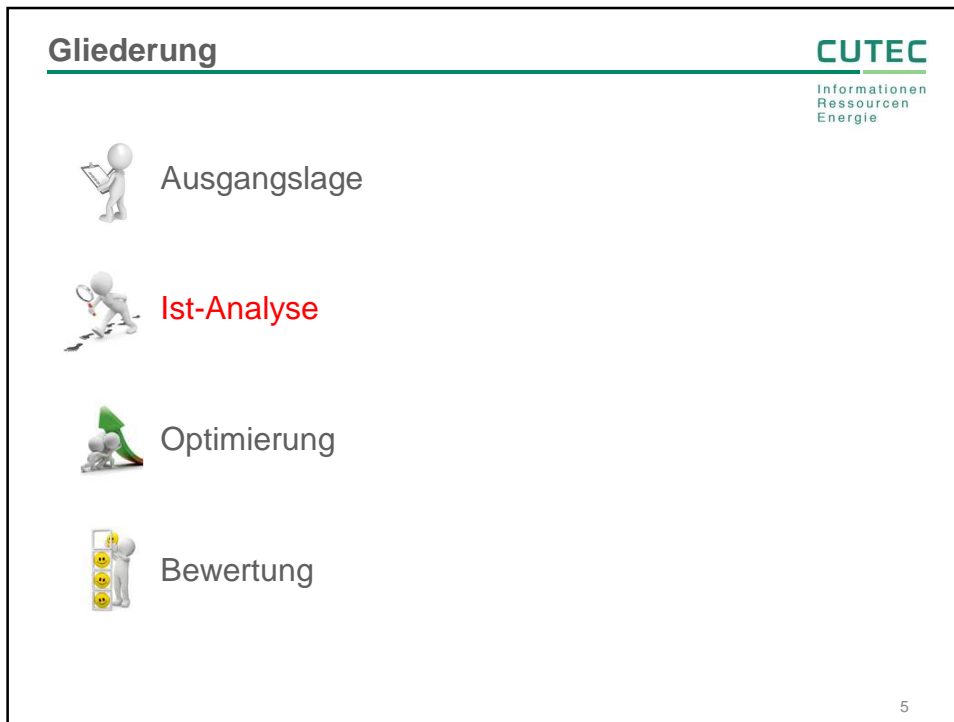 Gliederung
CUTEC
Informationen
Ressourcen
Energie
Ausgangslage
Ist-Analyse
Optimierung
Bewertung
5